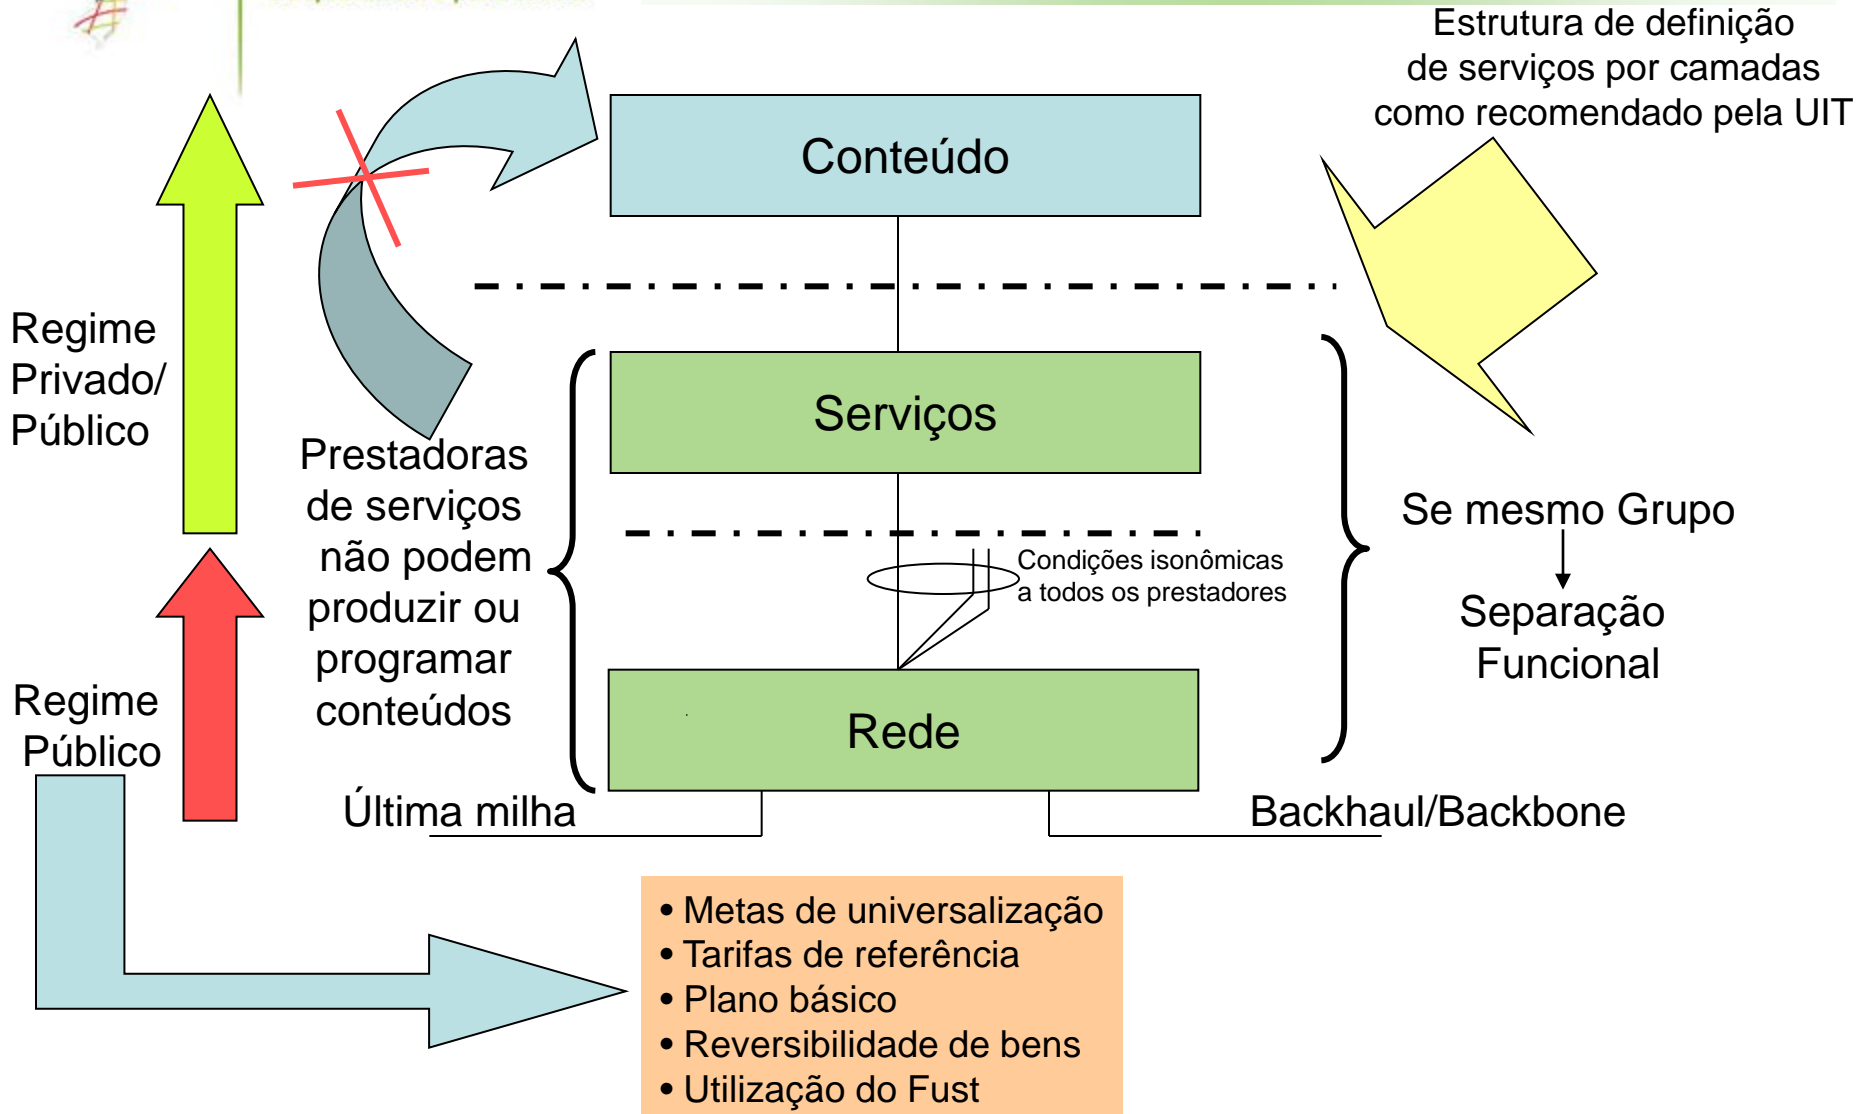 Estrutura de definição
de serviços por camadas
como recomendado pela UIT
Conteúdo
Regime
Privado/
Público
Serviços
Prestadoras
de serviços
não podem
produzir ou
programar
conteúdos
Se mesmo Grupo
Separação
Funcional
Condições isonômicas
a todos os prestadores
Regime
Público
Rede
Última milha
Backhaul/Backbone
• Metas de universalização
• Tarifas de referência
• Plano básico
• Reversibilidade de bens
• Utilização do Fust